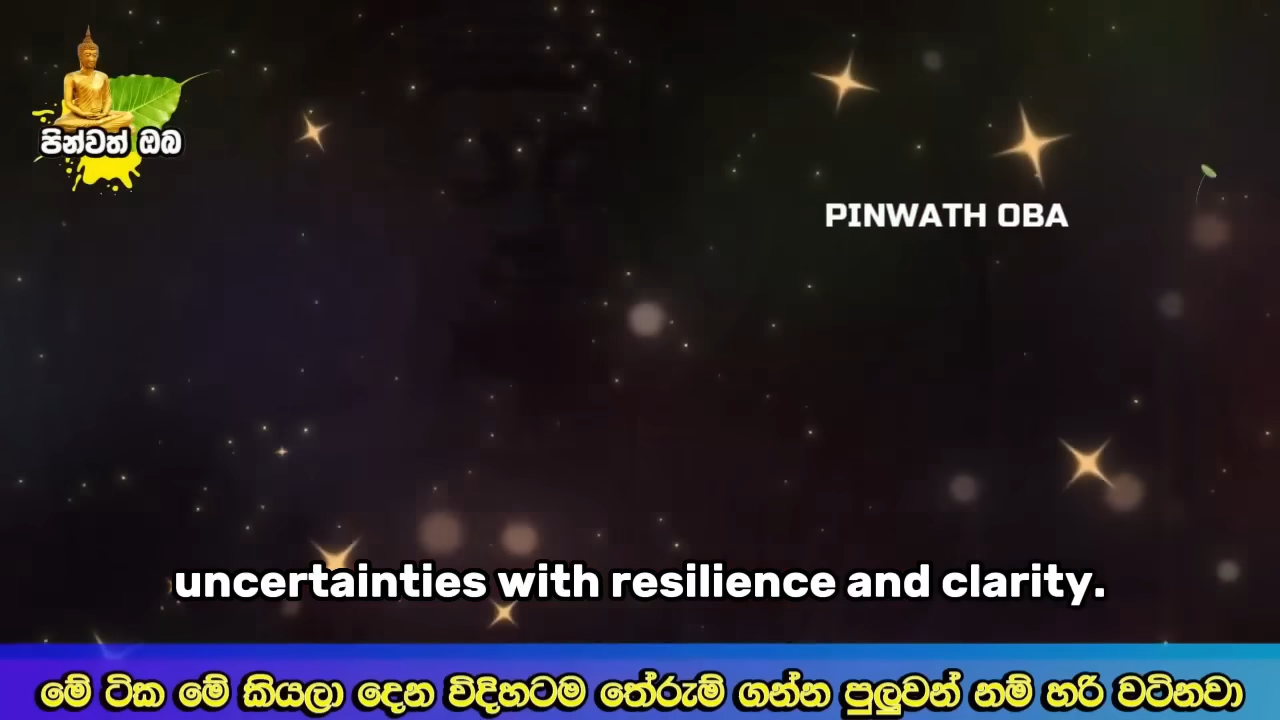 පින්වත් ඔබ
PINWATH OBA
uncertainties with resilience and clarity.
මේ ටික මේ කියලා දෙන විදිහටම තේරුම් ගන්න පුලුවන් නම් හරි වටිනවා